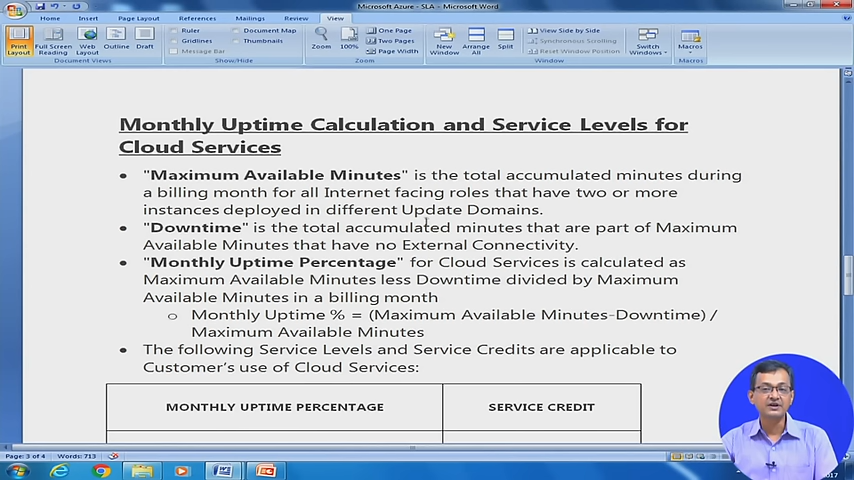 Microsoft Azure - SLA - Microsoft Word
Home Insert Page Layout References Mailings Review View
Print Layout
Full Screen Reading
Web Layout
Outline
Draft
Document Views
Ruler
Gridlines
Message Bar
Document Map
Thumbnails
Show/Hide
Zoom
100%
One Page
Two Pages
Page Width
Zoom
New Window
Arrange All
Split
View Side by Side
Synchronous Scrolling
Reset Window Position
Window
Switch Windows
Macros
Macros
Monthly Uptime Calculation and Service Levels for
Cloud Services
• "Maximum Available Minutes" is the total accumulated minutes during
a billing month for all Internet facing roles that have two or more
instances deployed in different Update Domains.
• "Downtime" is the total accumulated minutes that are part of Maximum
Available Minutes that have no External Connectivity.
• "Monthly Uptime Percentage" for Cloud Services is calculated as
Maximum Available Minutes less Downtime divided by Maximum
Available Minutes in a billing month
o Monthly Uptime % = (Maximum Available Minutes-Downtime) /
Maximum Available Minutes
• The following Service Levels and Service Credits are applicable to
Customer's use of Cloud Services:
MONTHLY UPTIME PERCENTAGE SERVICE CREDIT
Page: 3 of 4 Words: 713